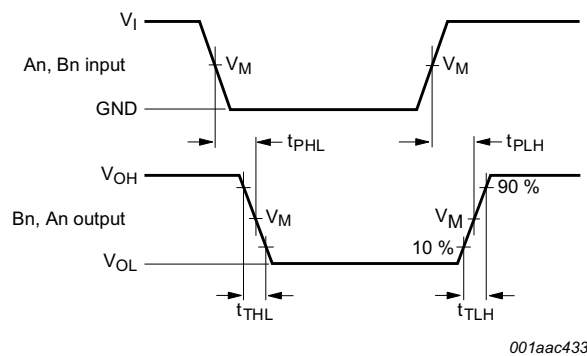 V_I
An, Bn input
V_M
V_M
GND
t_PHL
t_PLH
V_OH
90 %
Bn, An output
V_M
V_M
10 %
V_OL
t_THL
t_TLH
001aac433